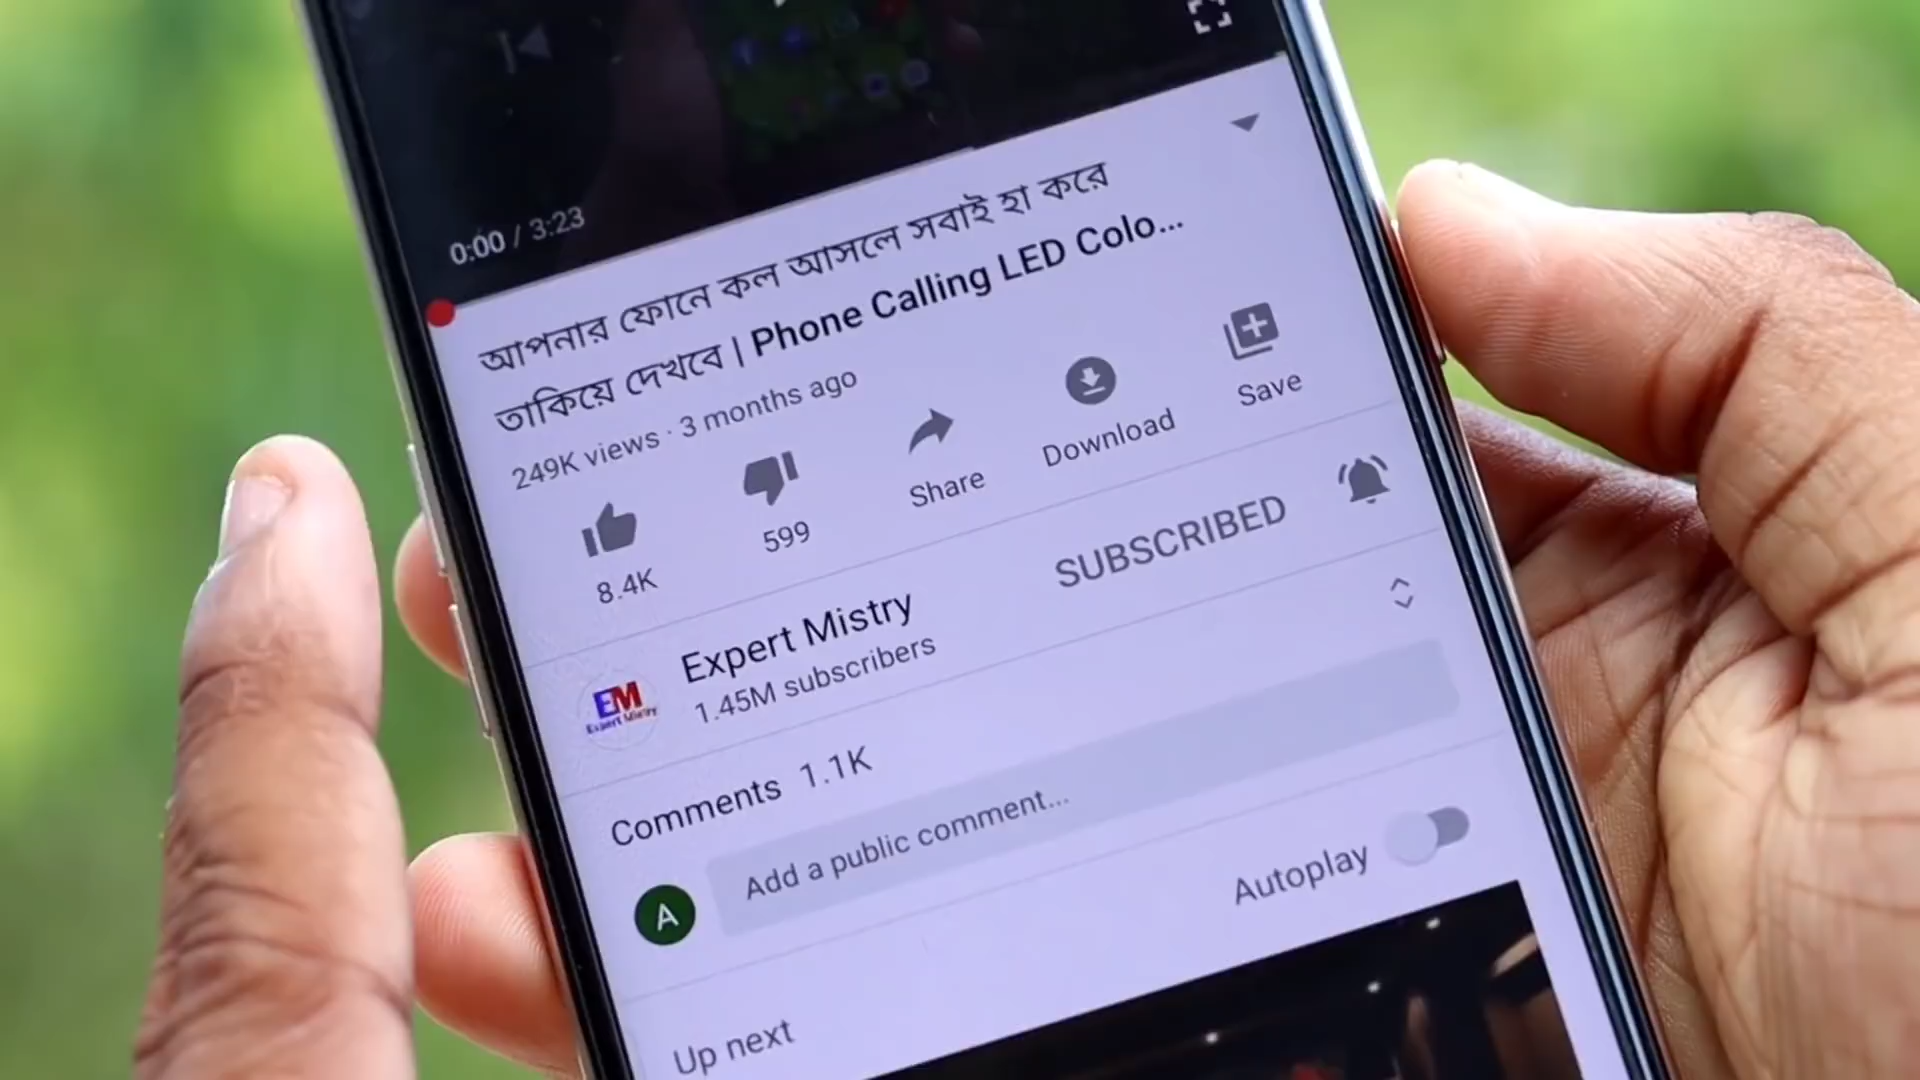 0:00 / 3:23
আপনার ফোনে কল আসলে সবাই হা করে
তাকিয়ে দেখবে | Phone Calling LED Colo...
249K views · 3 months ago
8.4K
599
Share
Download
Save
EM
Expert Mistry
Expert Mistry
1.45M subscribers
SUBSCRIBED
Comments 1.1K
A
Add a public comment...
Autoplay
Up next